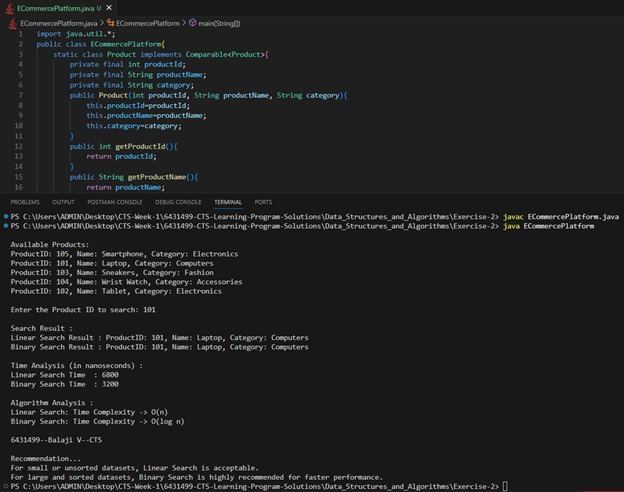 ECommercePlatform.java U ×
ECommercePlatform.java > ECommercePlatform > main(String[])
1 import java.util.*;
2 public class ECommercePlatform{
3 static class Product implements Comparable<Product>{
4 private final int productId;
5 private final String productName;
6 private final String category;
7 public Product(int productId, String productName, String category){
8 this.productId=productId;
9 this.productName=productName;
10 this.category=category;
11 }
12 public int getProductId(){
13 return productId;
14 }
15 public String getProductName(){
16 return productName;
PROBLEMS OUTPUT POSTMAN CONSOLE DEBUG CONSOLE TERMINAL PORTS
PS C:\Users\ADMIN\Desktop\CTS-Week-1\6431499-CTS-Learning-Program-Solutions\Data_Structures_and_Algorithms\Exercise-2> javac ECommercePlatform.java
PS C:\Users\ADMIN\Desktop\CTS-Week-1\6431499-CTS-Learning-Program-Solutions\Data_Structures_and_Algorithms\Exercise-2> java ECommercePlatform
Available Products:
ProductID: 105, Name: Smartphone, Category: Electronics
ProductID: 101, Name: Laptop, Category: Computers
ProductID: 103, Name: Sneakers, Category: Fashion
ProductID: 104, Name: Wrist Watch, Category: Accessories
ProductID: 102, Name: Tablet, Category: Electronics
Enter the Product ID to search: 101
Search Result :
Linear Search Result : ProductID: 101, Name: Laptop, Category: Computers
Binary Search Result : ProductID: 101, Name: Laptop, Category: Computers
Time Analysis (in nanoseconds) :
Linear Search Time : 6800
Binary Search Time : 3200
Algorithm Analysis :
Linear Search: Time Complexity -> O(n)
Binary Search: Time Complexity -> O(log n)
6431499--Balaji V--CTS
Recommendation...
For small or unsorted datasets, Linear Search is acceptable.
For large and sorted datasets, Binary Search is highly recommended for faster performance.
PS C:\Users\ADMIN\Desktop\CTS-Week-1\6431499-CTS-Learning-Program-Solutions\Data_Structures_and_Algorithms\Exercise-2>